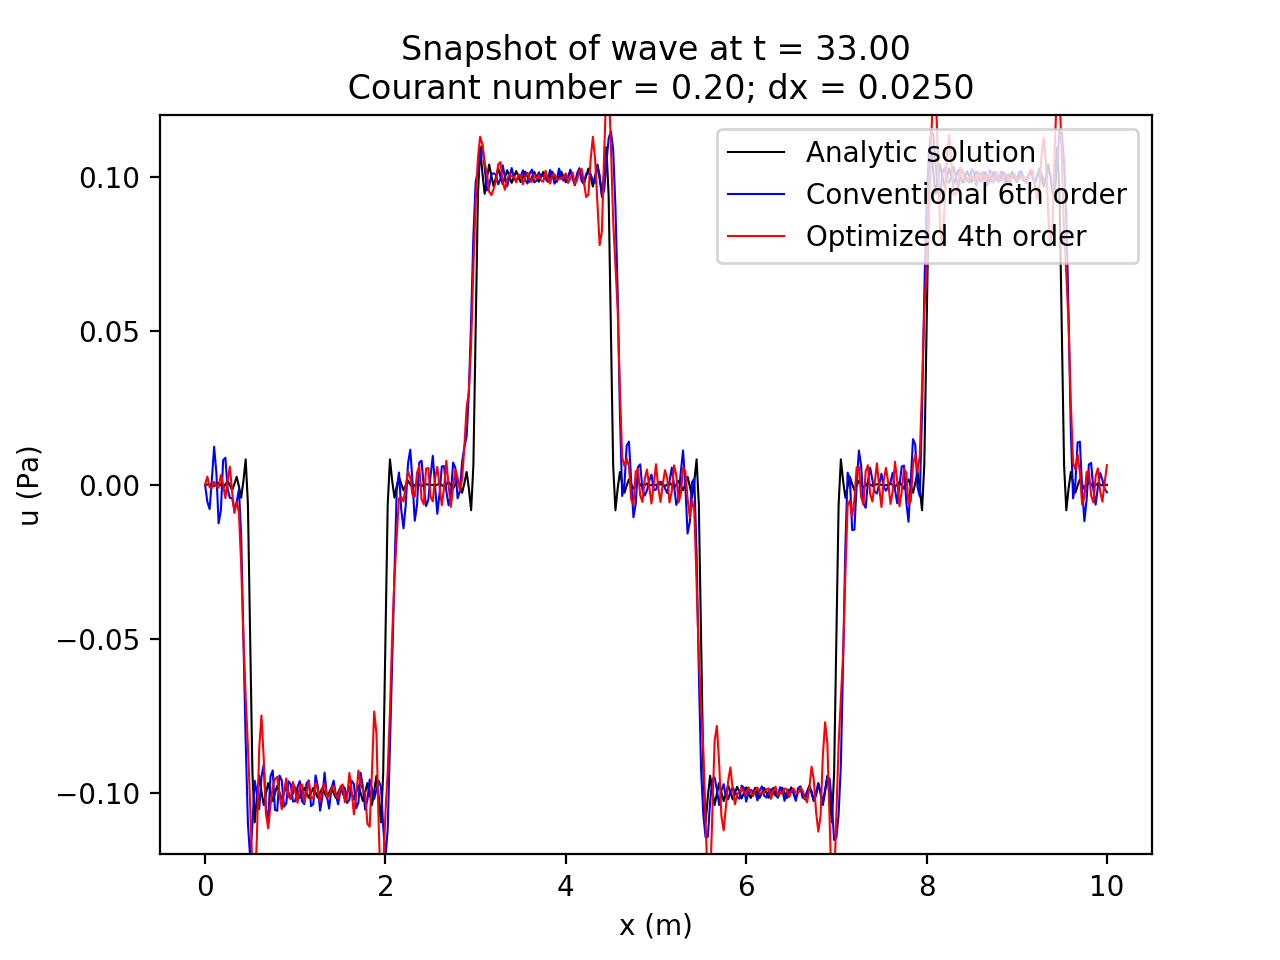 Snapshot of wave at t = 33.00
Courant number = 0.20; dx = 0.0250
Analytic solution
Conventional 6th order
Optimized 4th order
0.10
0.05
0.00
−0.05
−0.10
u (Pa)
0 2 4 6 8 10
x (m)